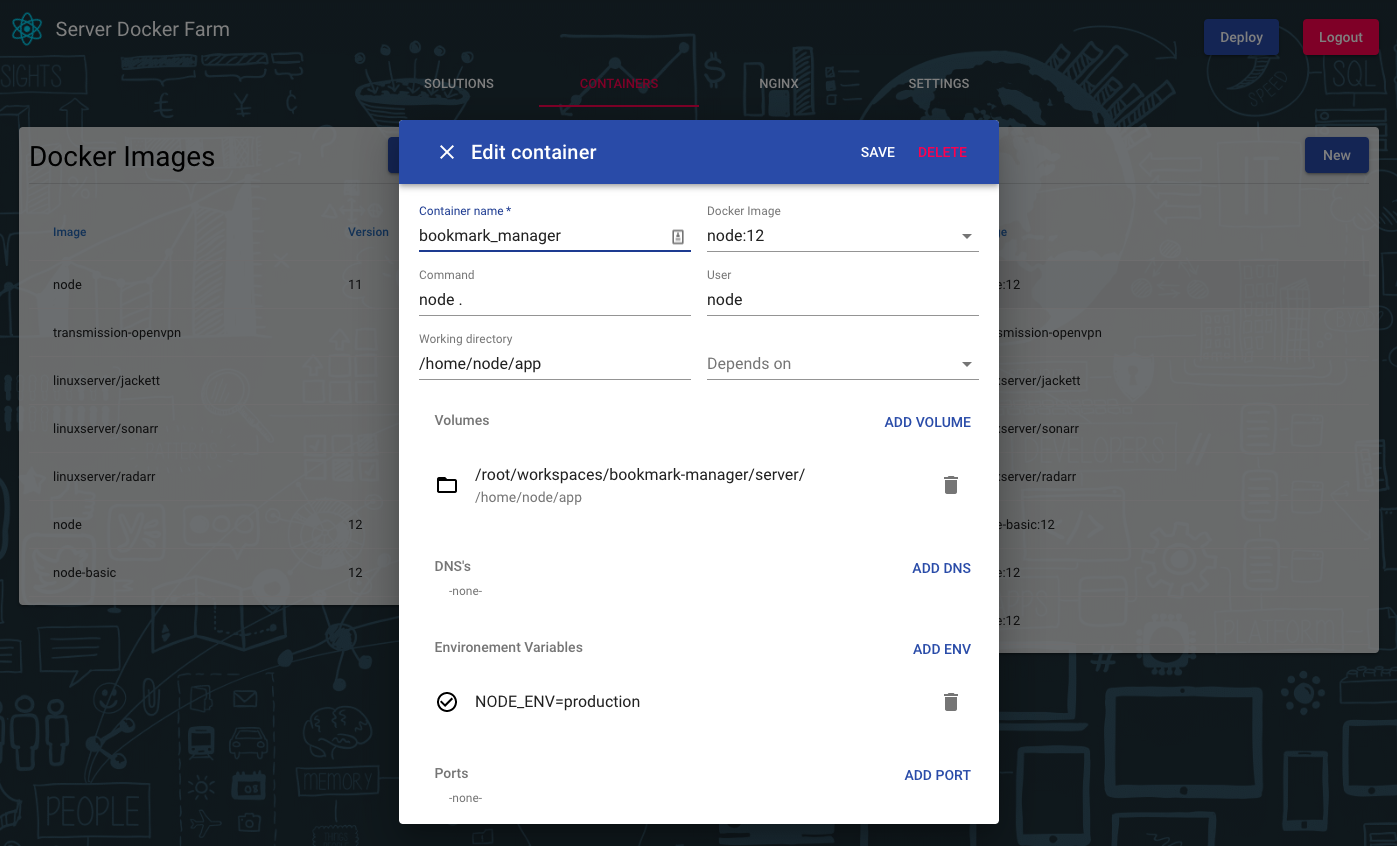 Server Docker Farm
Deploy
Logout
SIGHTS
SPEED
SQL
SOLUTIONS
CONTAINERS
NGINX
SETTINGS
Docker Images
New
Edit container
SAVE
DELETE
Image
Version
node
11
transmission-openvpn
linuxserver/jackett
linuxserver/sonarr
linuxserver/radarr
node
12
node-basic
12
Container name *
bookmark_manager
Docker Image
node:12
Command
node .
User
node
Working directory
/home/node/app
Depends on
Volumes
ADD VOLUME
/root/workspaces/bookmark-manager/server/
/home/node/app
DNS's
ADD DNS
-none-
Environement Variables
ADD ENV
NODE_ENV=production
Ports
ADD PORT
-none-
ge
e:12
smission-openvpn
xserver/jackett
xserver/sonarr
xserver/radarr
e-basic:12
e:12
e:12
MEMORY
PEOPLE